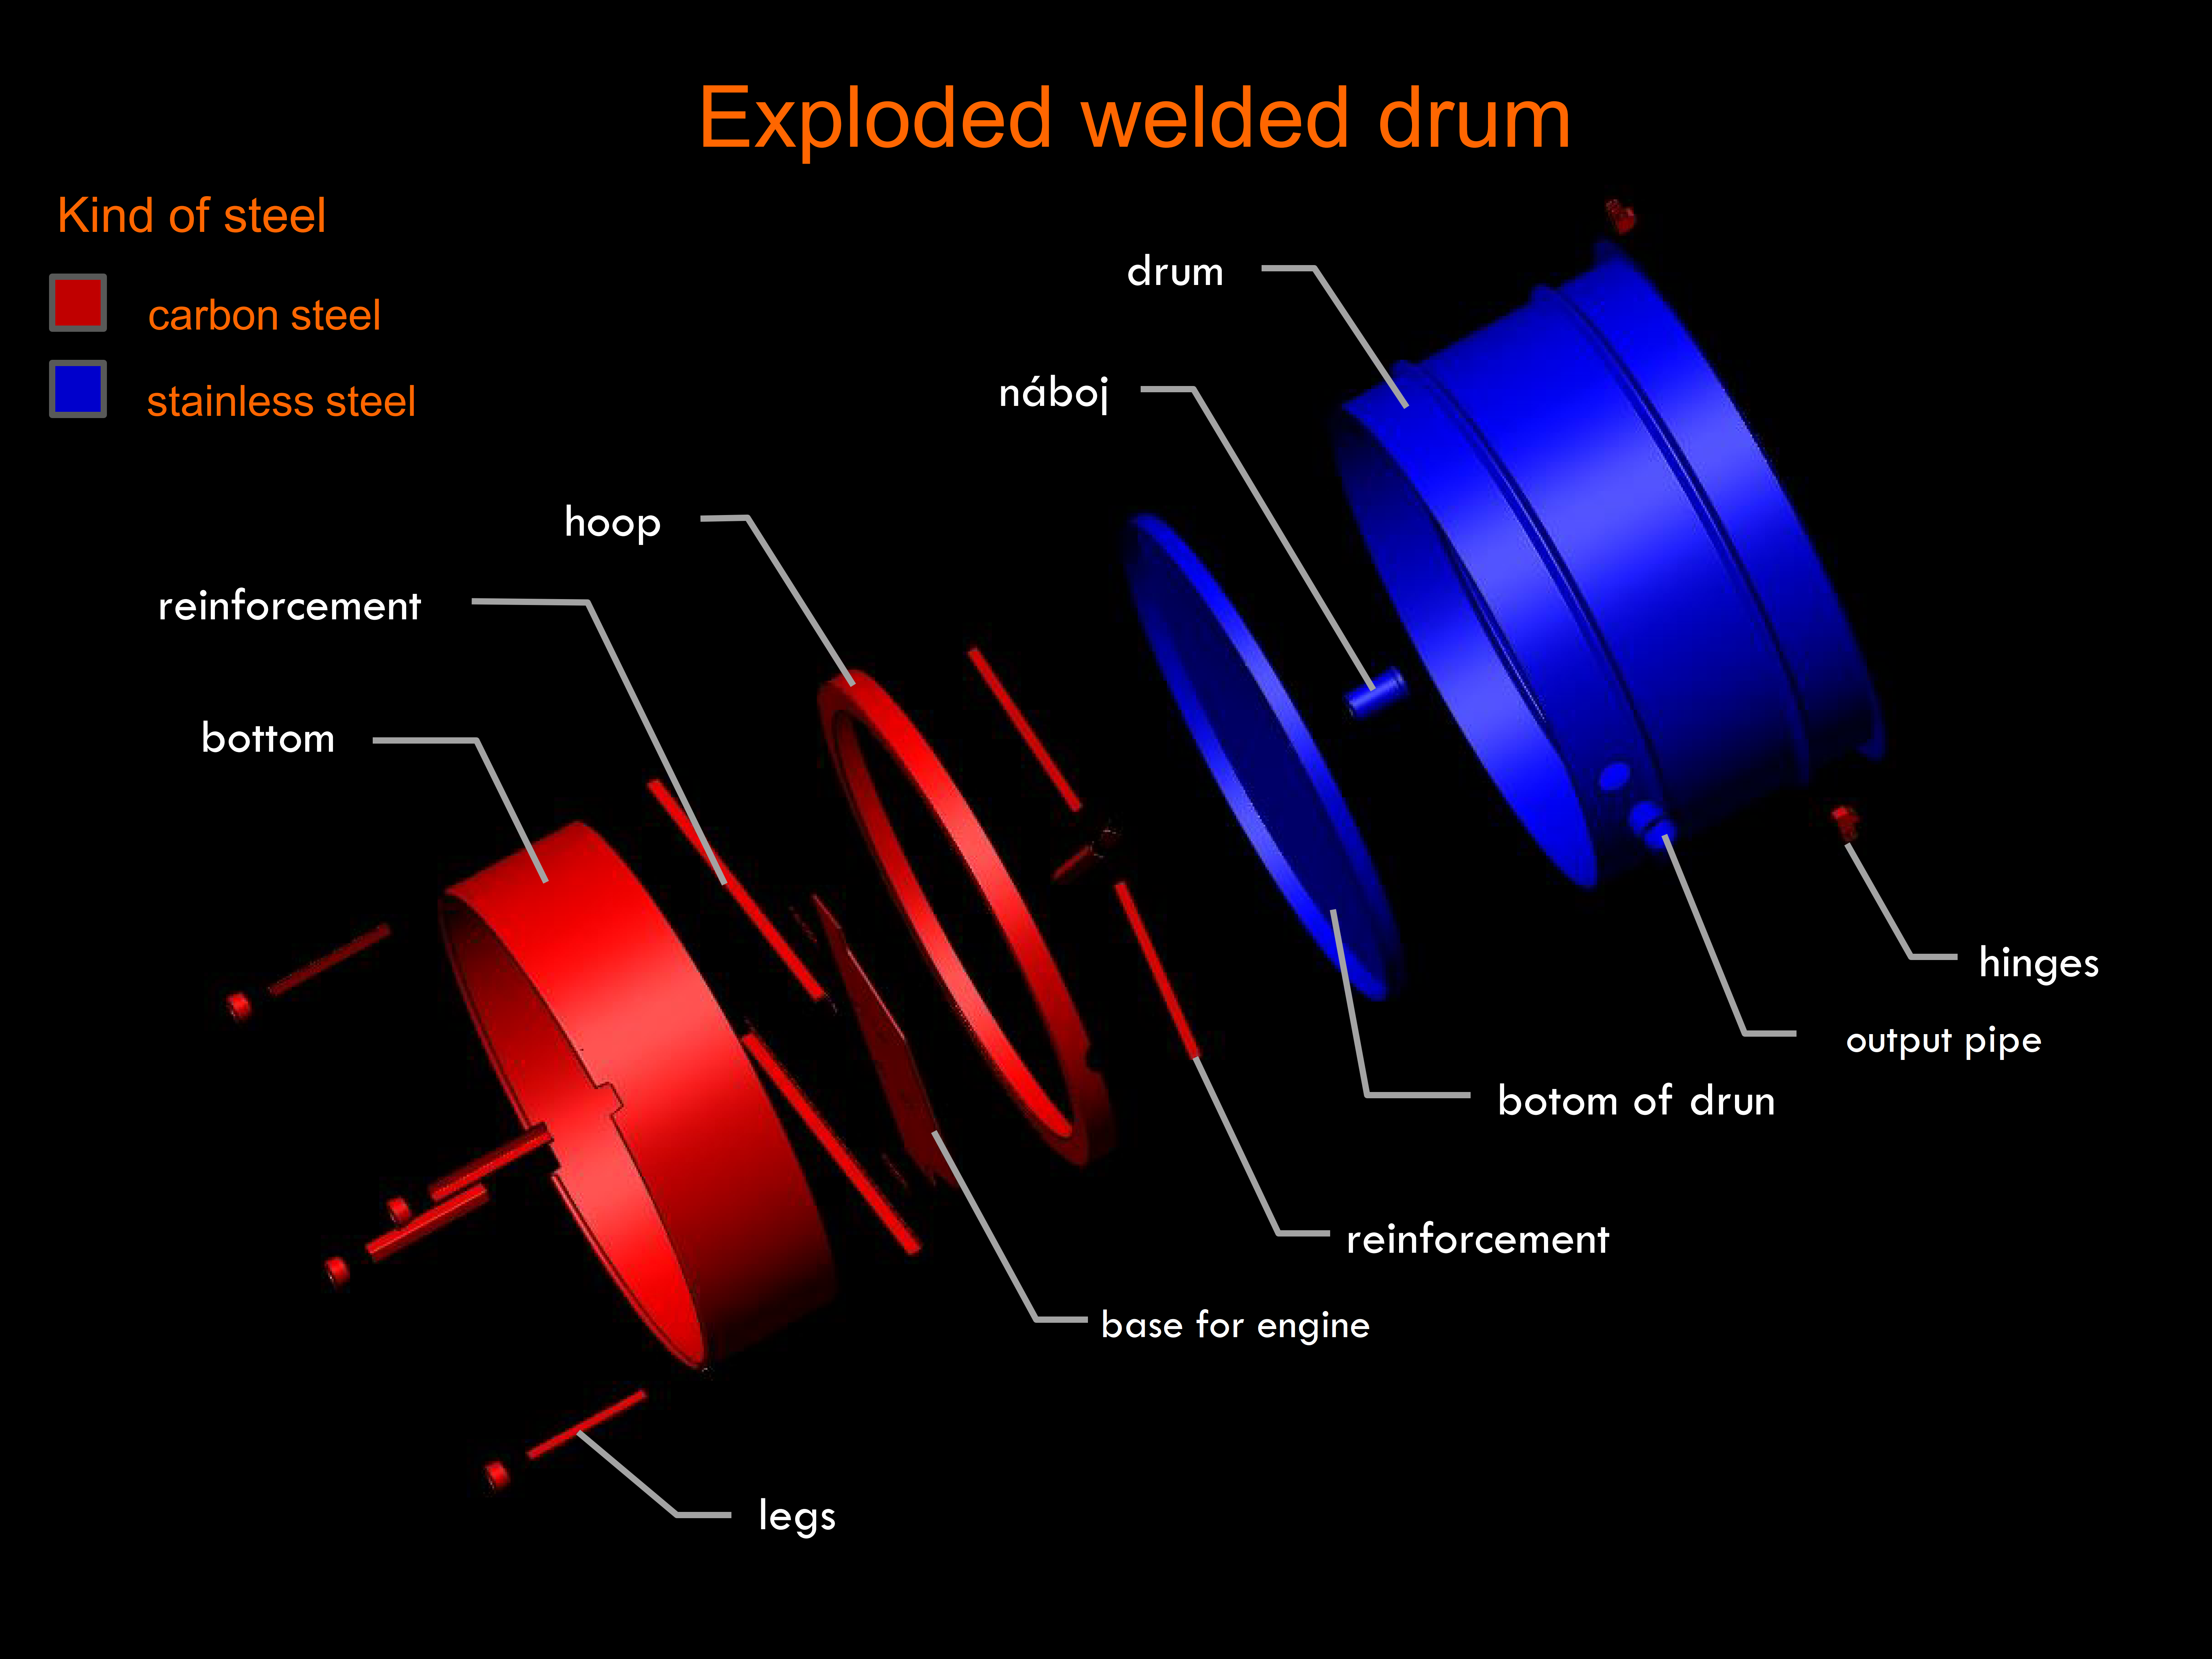 Exploded welded drum
Kind of steel
carbon steel
stainless steel
drum
náboj
hoop
reinforcement
bottom
hinges
output pipe
botom of drun
reinforcement
base for engine
legs